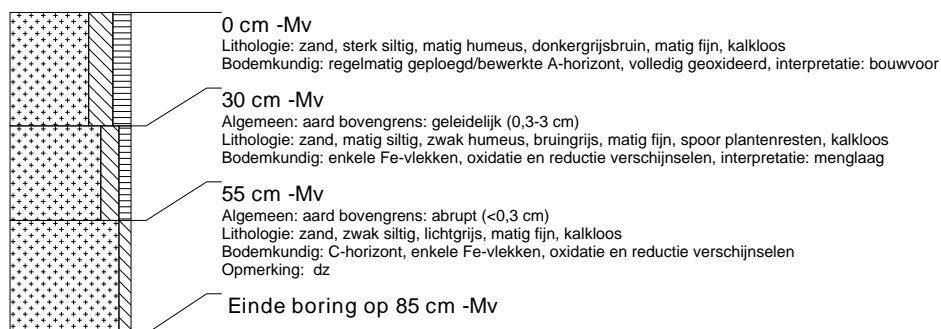 0 cm -Mv
Lithologie: zand, sterk siltig, matig humeus, donkergrijsbruin, matig fijn, kalkloos
Bodemkundig: regelmatig geploegd/bewerkte A-horizont, volledig geoxideerd, interpretatie: bouwvoor
30 cm -Mv
Algemeen: aard bovengrens: geleidelijk (0,3-3 cm)
Lithologie: zand, matig siltig, zwak humeus, bruingrijs, matig fijn, spoor plantenresten, kalkloos
Bodemkundig: enkele Fe-vlekken, oxidatie en reductie verschijnselen, interpretatie: menglaag
55 cm -Mv
Algemeen: aard bovengrens: abrupt (<0,3 cm)
Lithologie: zand, zwak siltig, lichtgrijs, matig fijn, kalkloos
Bodemkundig: C-horizont, enkele Fe-vlekken, oxidatie en reductie verschijnselen
Opmerking: dz
Einde boring op 85 cm -Mv